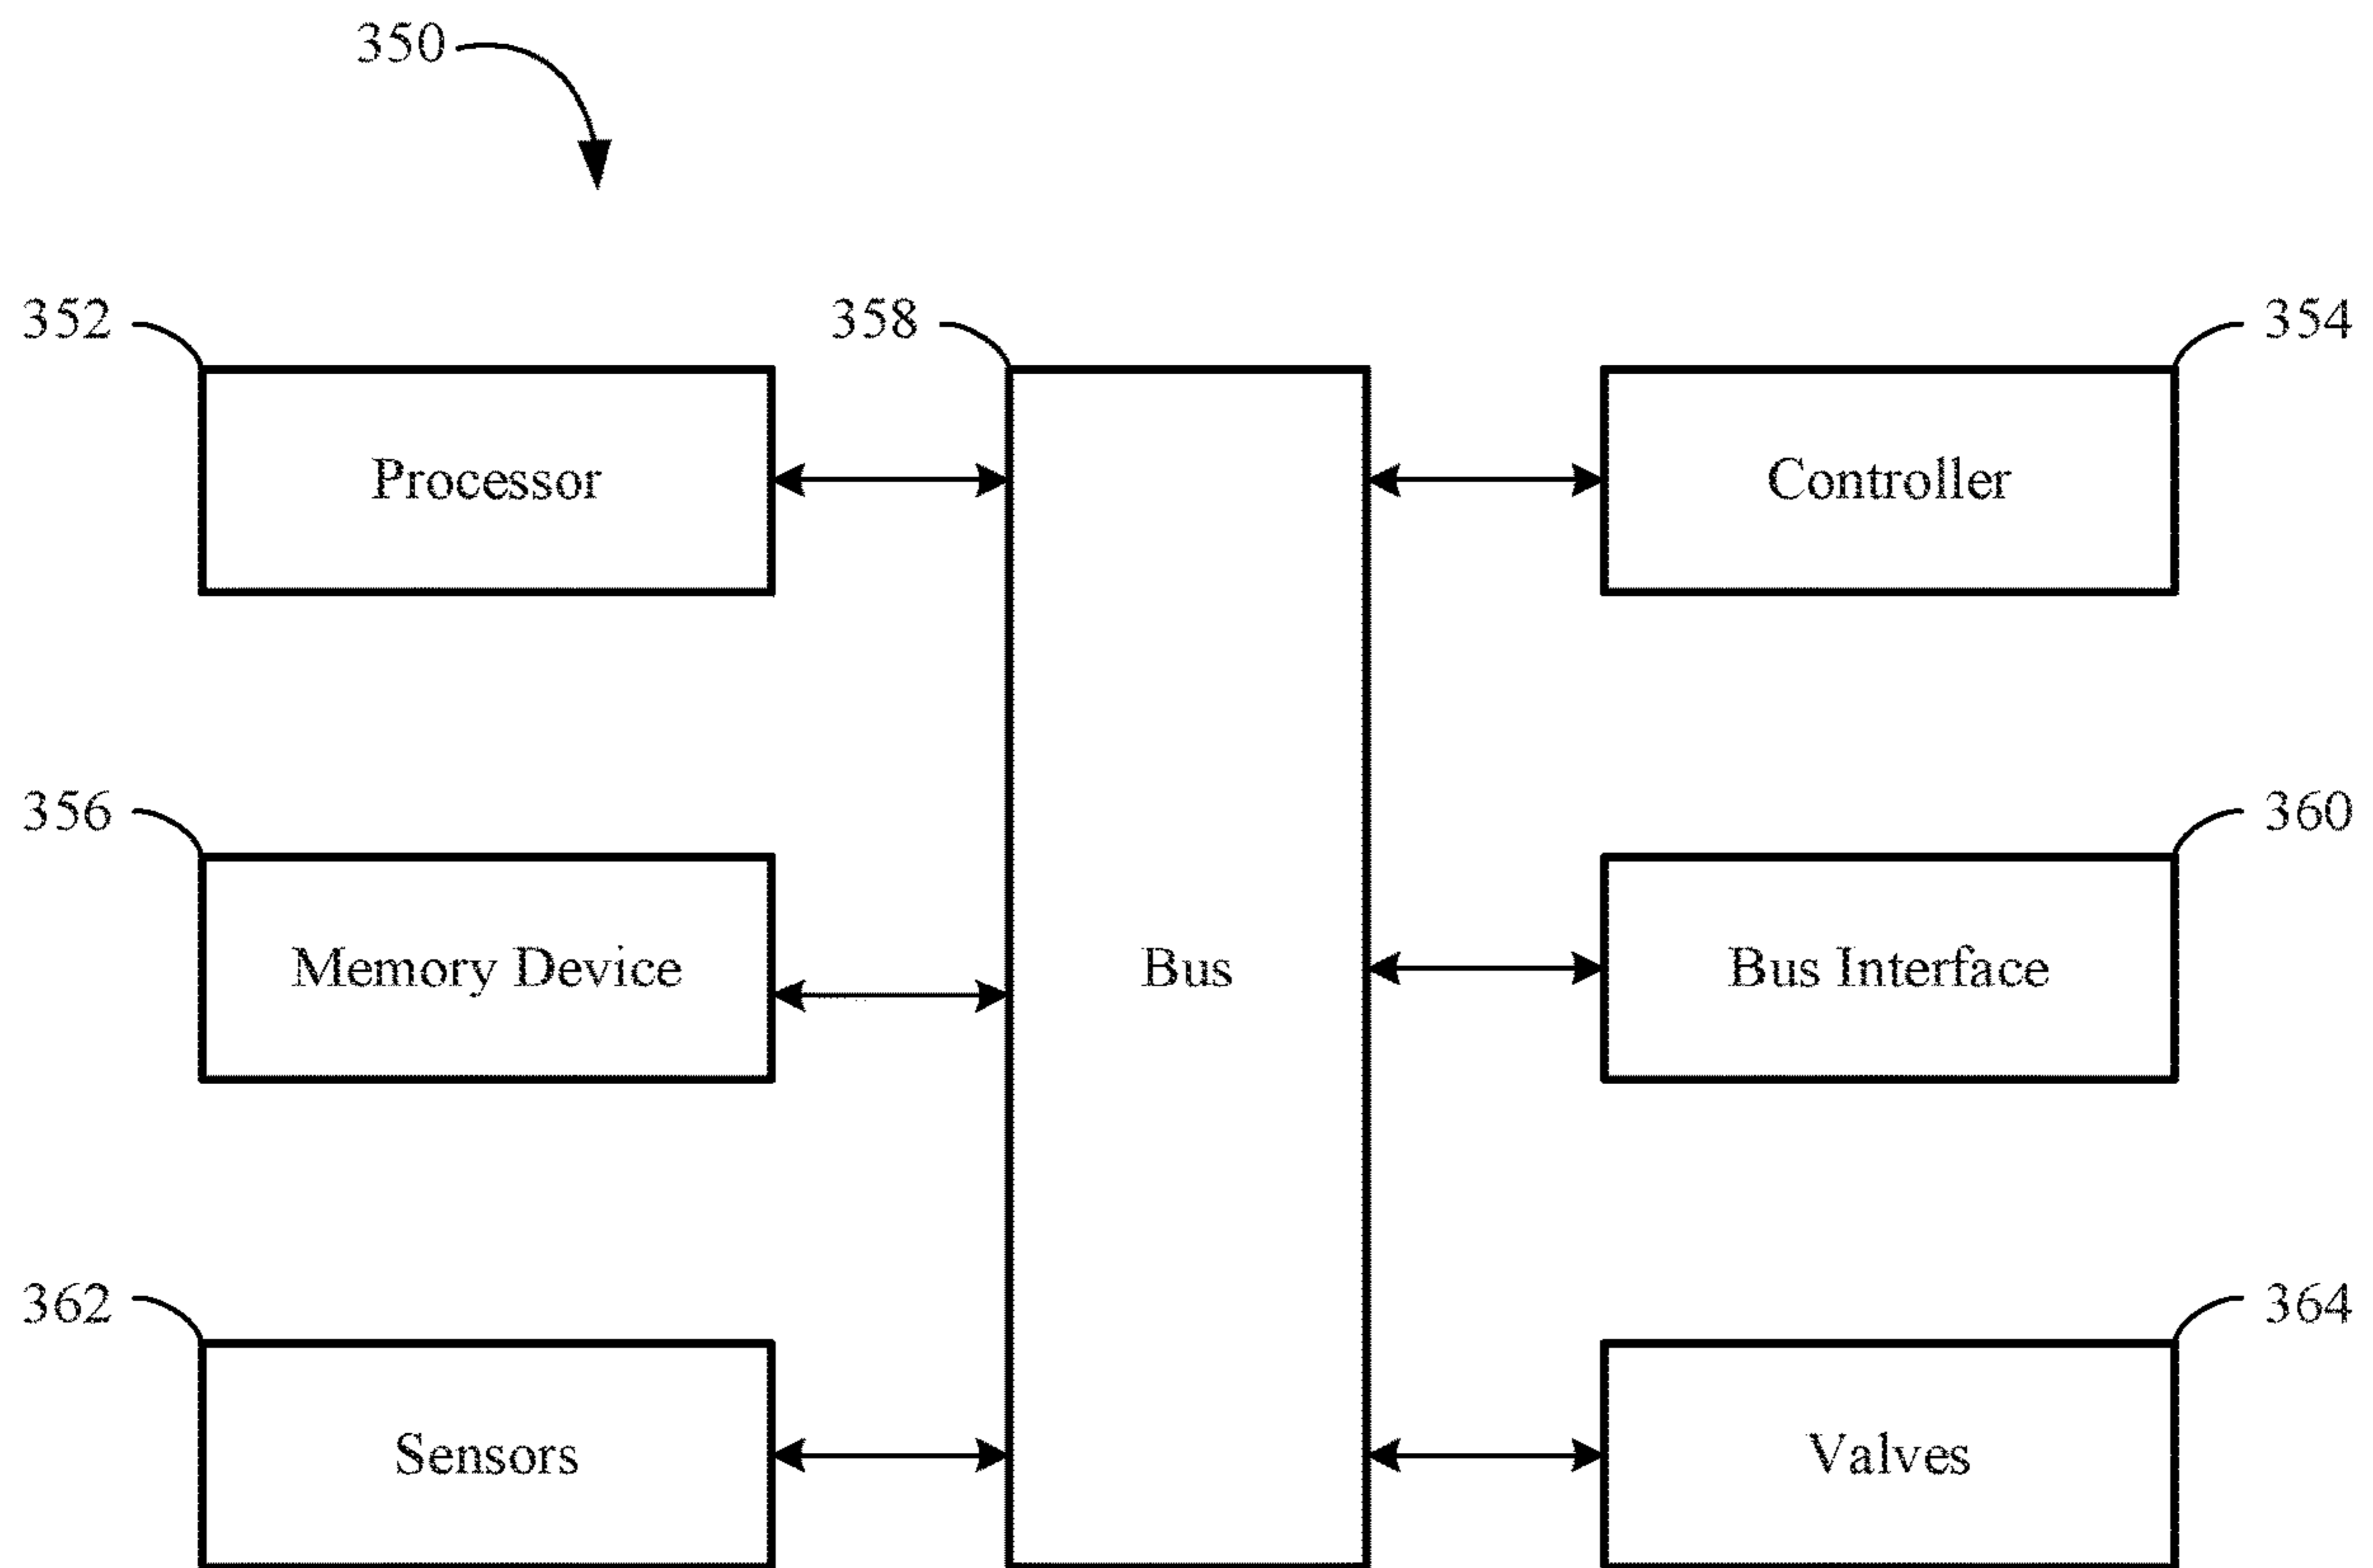 350
352
358
354
Processor
Controller
356
360
Memory Device
Bus
Bus Interface
362
364
Sensors
Valves